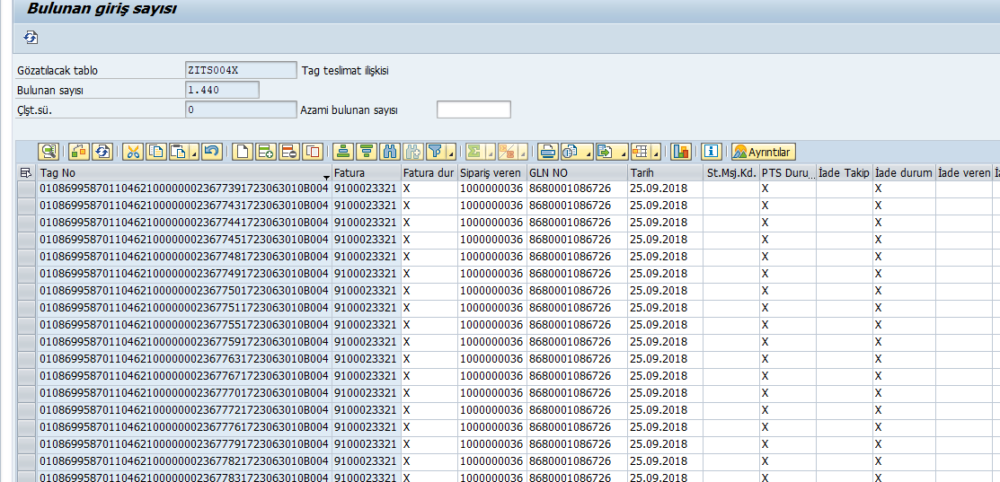 Bulunan giriş sayısı
Gözatılacak tablo ZITS004X Tag teslimat ilişkisi
Bulunan sayısı 1.440
Çlşt.sü. 0 Azami bulunan sayısı
Ayrıntılar
Tag No Fatura Fatura dur Sipariş veren GLN NO Tarih St.Msj.Kd. PTS Duru... İade Takip İade durum İade veren
010869958701104621000000023677391723063010B004 9100023321 X 1000000036 8680001086726 25.09.2018 X X
010869958701104621000000023677431723063010B004 9100023321 X 1000000036 8680001086726 25.09.2018 X X
010869958701104621000000023677441723063010B004 9100023321 X 1000000036 8680001086726 25.09.2018 X X
010869958701104621000000023677451723063010B004 9100023321 X 1000000036 8680001086726 25.09.2018 X X
010869958701104621000000023677481723063010B004 9100023321 X 1000000036 8680001086726 25.09.2018 X X
010869958701104621000000023677491723063010B004 9100023321 X 1000000036 8680001086726 25.09.2018 X X
010869958701104621000000023677501723063010B004 9100023321 X 1000000036 8680001086726 25.09.2018 X X
010869958701104621000000023677511723063010B004 9100023321 X 1000000036 8680001086726 25.09.2018 X X
010869958701104621000000023677551723063010B004 9100023321 X 1000000036 8680001086726 25.09.2018 X X
010869958701104621000000023677591723063010B004 9100023321 X 1000000036 8680001086726 25.09.2018 X X
010869958701104621000000023677631723063010B004 9100023321 X 1000000036 8680001086726 25.09.2018 X X
010869958701104621000000023677671723063010B004 9100023321 X 1000000036 8680001086726 25.09.2018 X X
010869958701104621000000023677701723063010B004 9100023321 X 1000000036 8680001086726 25.09.2018 X X
010869958701104621000000023677721723063010B004 9100023321 X 1000000036 8680001086726 25.09.2018 X X
010869958701104621000000023677761723063010B004 9100023321 X 1000000036 8680001086726 25.09.2018 X X
010869958701104621000000023677791723063010B004 9100023321 X 1000000036 8680001086726 25.09.2018 X X
010869958701104621000000023677821723063010B004 9100023321 X 1000000036 8680001086726 25.09.2018 X X
010869958701104621000000023677831723063010B004 9100023321 X 1000000036 8680001086726 25.09.2018 X X